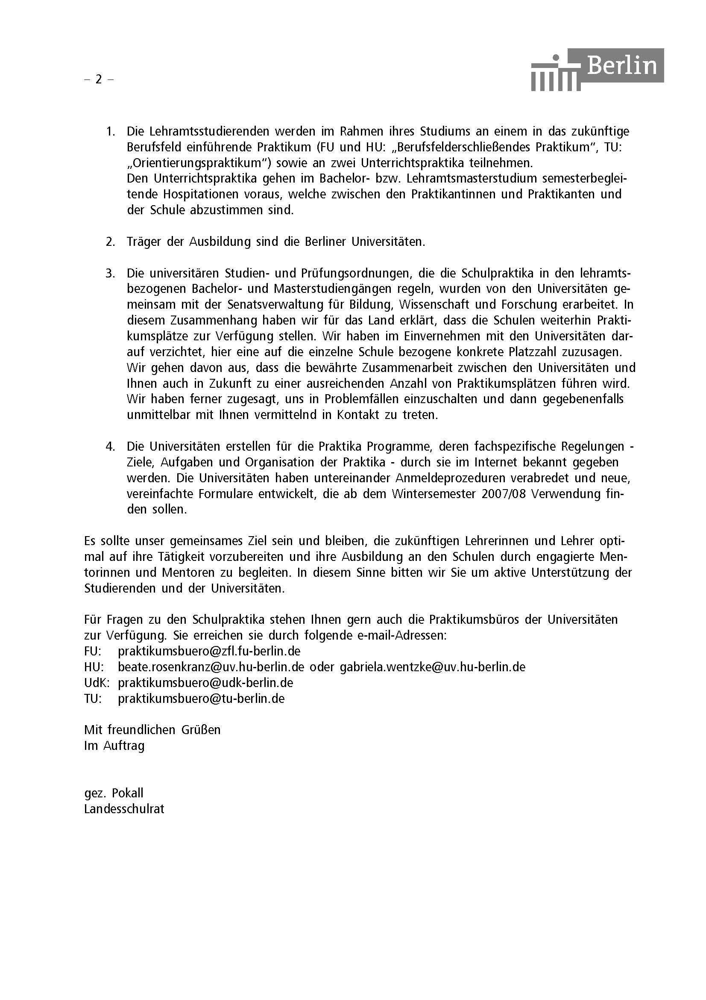 – 2 –
Berlin
1. Die Lehramtsstudierenden werden im Rahmen ihres Studiums an einem in das zukünftige
Berufsfeld einführende Praktikum (FU und HU: „Berufsfelderschließendes Praktikum“, TU:
„Orientierungspraktikum“) sowie an zwei Unterrichtspraktika teilnehmen.
Den Unterrichtspraktika gehen im Bachelor- bzw. Lehramtsmasterstudium semesterbeglei-
tende Hospitationen voraus, welche zwischen den Praktikantinnen und Praktikanten und
der Schule abzustimmen sind.
2. Träger der Ausbildung sind die Berliner Universitäten.
3. Die universitären Studien- und Prüfungsordnungen, die die Schulpraktika in den lehramts-
bezogenen Bachelor- und Masterstudiengängen regeln, wurden von den Universitäten ge-
meinsam mit der Senatsverwaltung für Bildung, Wissenschaft und Forschung erarbeitet. In
diesem Zusammenhang haben wir für das Land erklärt, dass die Schulen weiterhin Prakti-
kumsplätze zur Verfügung stellen. Wir haben im Einvernehmen mit den Universitäten dar-
auf verzichtet, hier eine auf die einzelne Schule bezogene konkrete Platzzahl zuzusagen.
Wir gehen davon aus, dass die bewährte Zusammenarbeit zwischen den Universitäten und
Ihnen auch in Zukunft zu einer ausreichenden Anzahl von Praktikumsplätzen führen wird.
Wir haben ferner zugesagt, uns in Problemfällen einzuschalten und dann gegebenenfalls
unmittelbar mit Ihnen vermittelnd in Kontakt zu treten.
4. Die Universitäten erstellen für die Praktika Programme, deren fachspezifische Regelungen -
Ziele, Aufgaben und Organisation der Praktika - durch sie im Internet bekannt gegeben
werden. Die Universitäten haben untereinander Anmeldeprozeduren verabredet und neue,
vereinfachte Formulare entwickelt, die ab dem Wintersemester 2007/08 Verwendung fin-
den sollen.
Es sollte unser gemeinsames Ziel sein und bleiben, die zukünftigen Lehrerinnen und Lehrer opti-
mal auf ihre Tätigkeit vorzubereiten und ihre Ausbildung an den Schulen durch engagierte Men-
torinnen und Mentoren zu begleiten. In diesem Sinne bitten wir Sie um aktive Unterstützung der
Studierenden und der Universitäten.
Für Fragen zu den Schulpraktika stehen Ihnen gern auch die Praktikumsbüros der Universitäten
zur Verfügung. Sie erreichen sie durch folgende e-mail-Adressen:
FU: praktikumsbuero@zfl.fu-berlin.de
HU: beate.rosenkranz@uv.hu-berlin.de oder gabriela.wentzke@uv.hu-berlin.de
UdK: praktikumsbuero@udk-berlin.de
TU: praktikumsbuero@tu-berlin.de
Mit freundlichen Grüßen
Im Auftrag
gez. Pokall
Landesschulrat